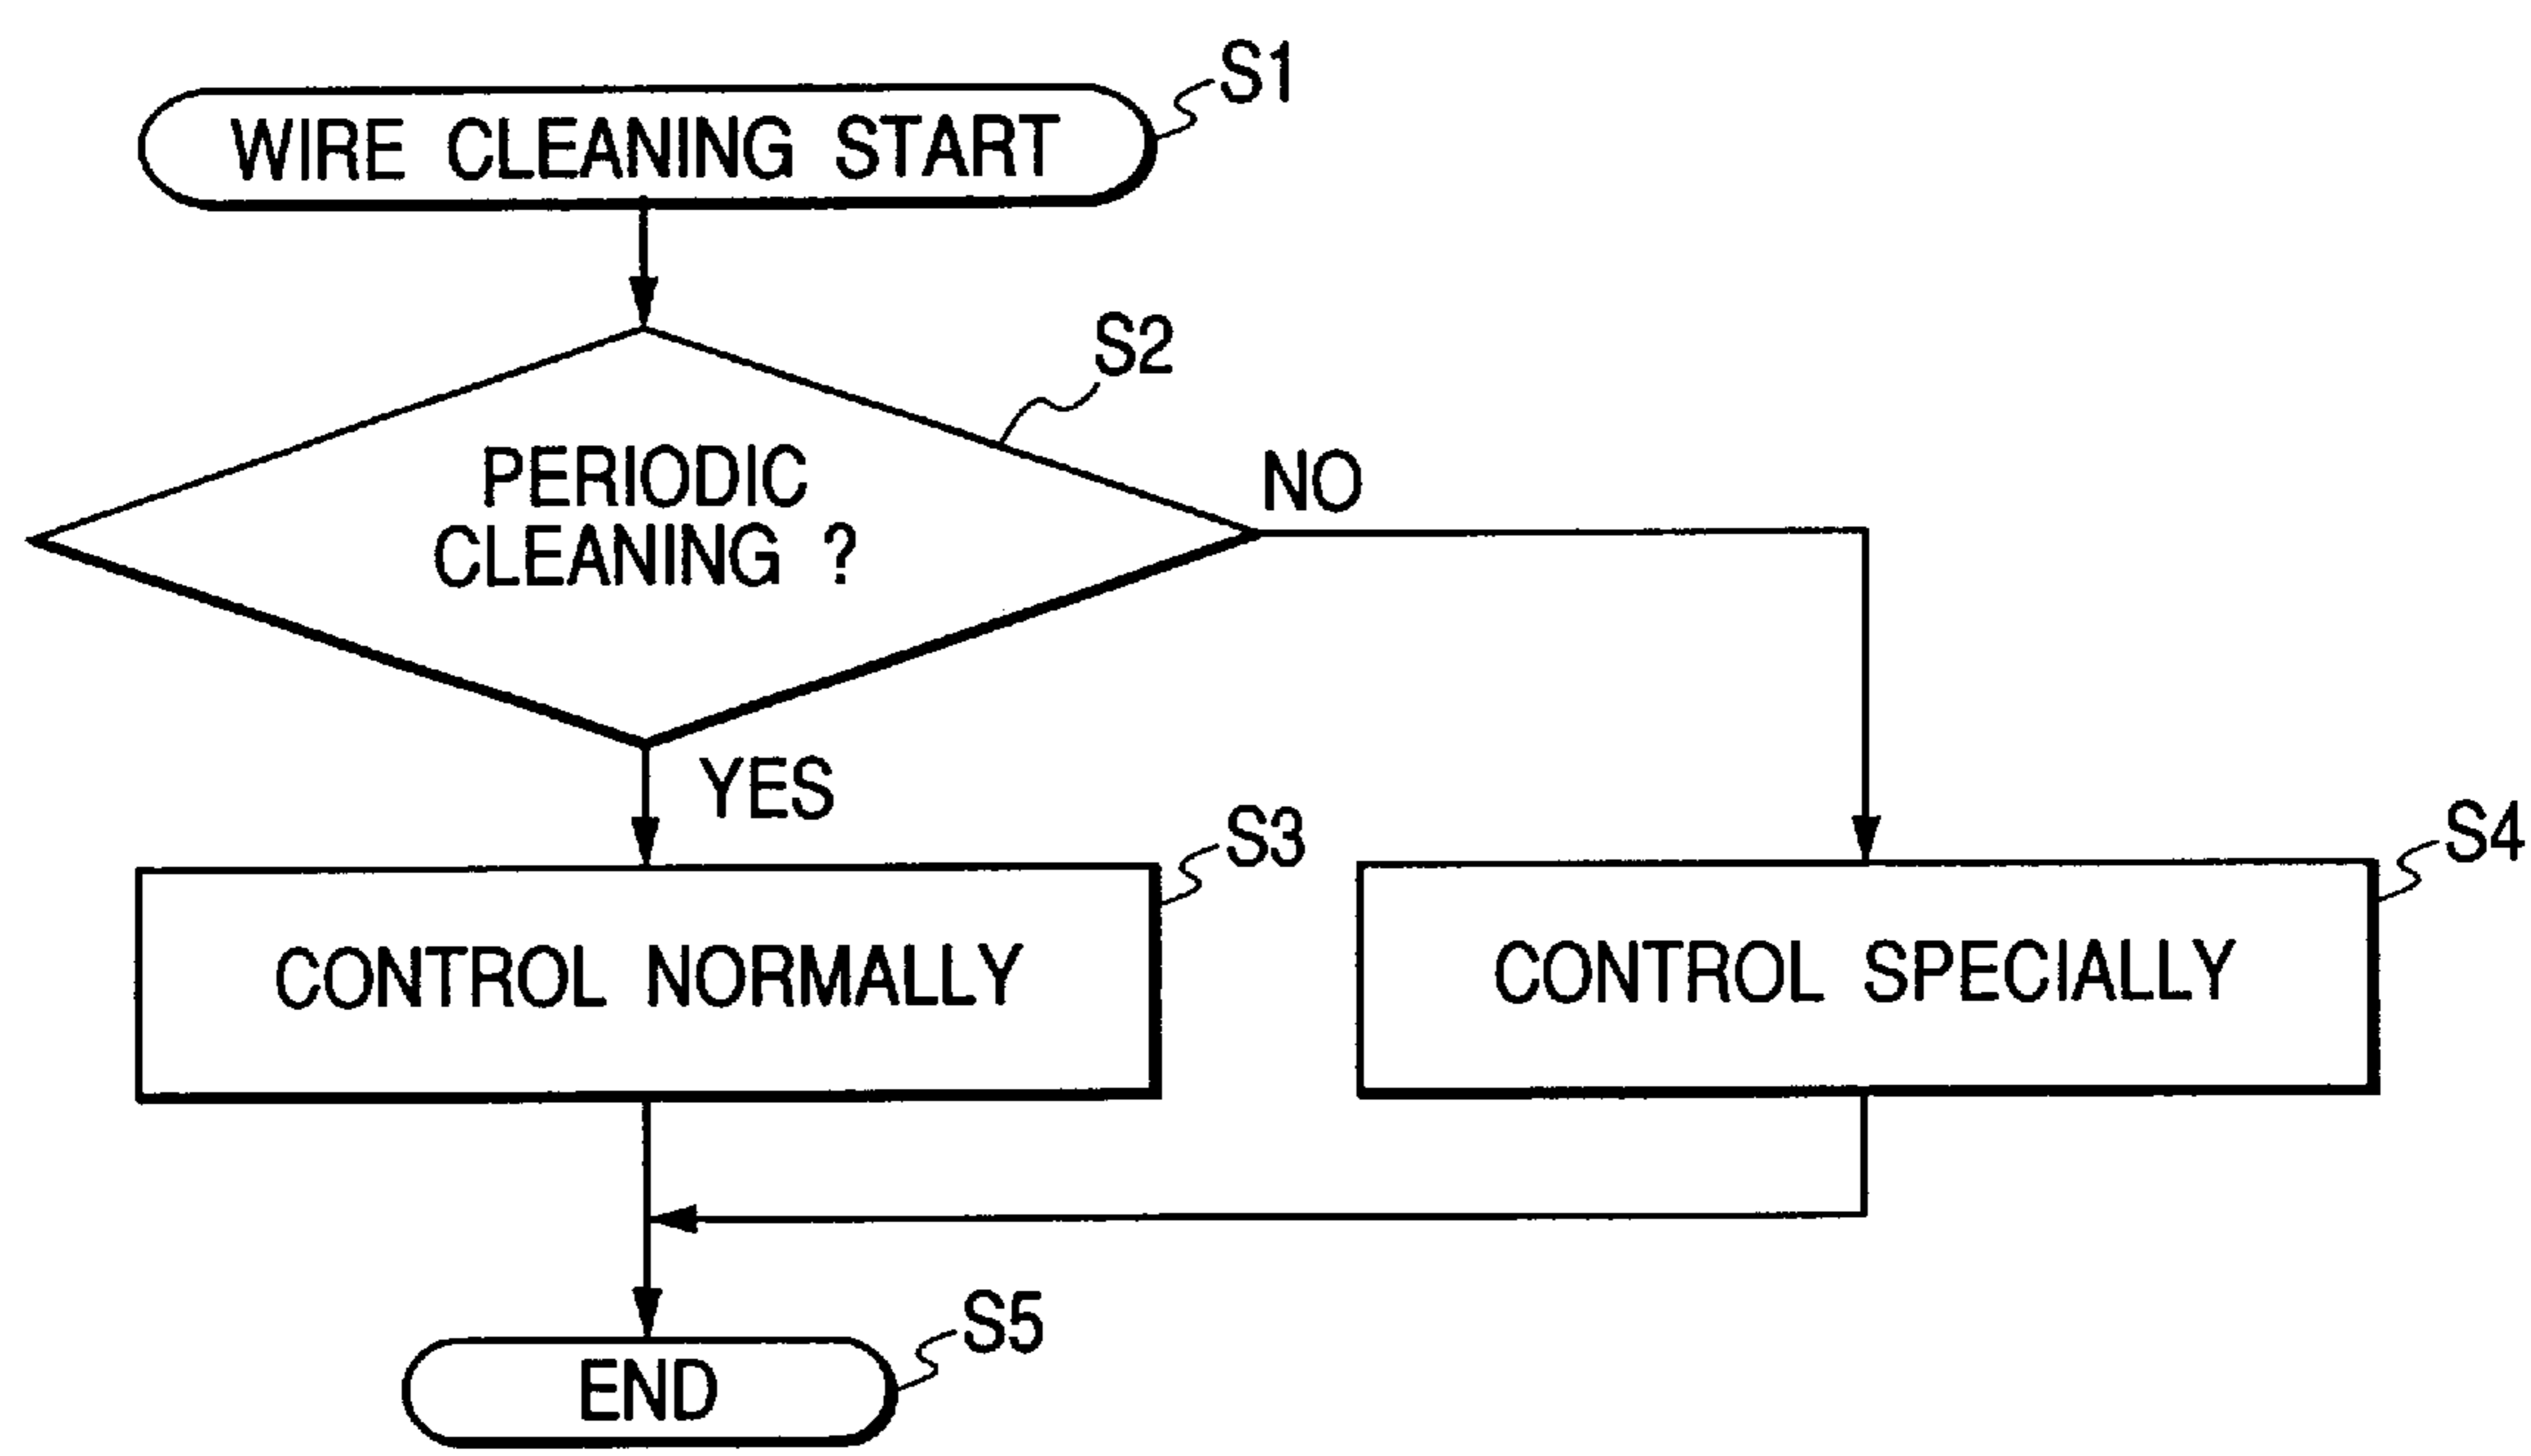 S1
WIRE CLEANING START
S2
PERIODIC
CLEANING ?
NO
YES
S3
S4
CONTROL NORMALLY
CONTROL SPECIALLY
S5
END